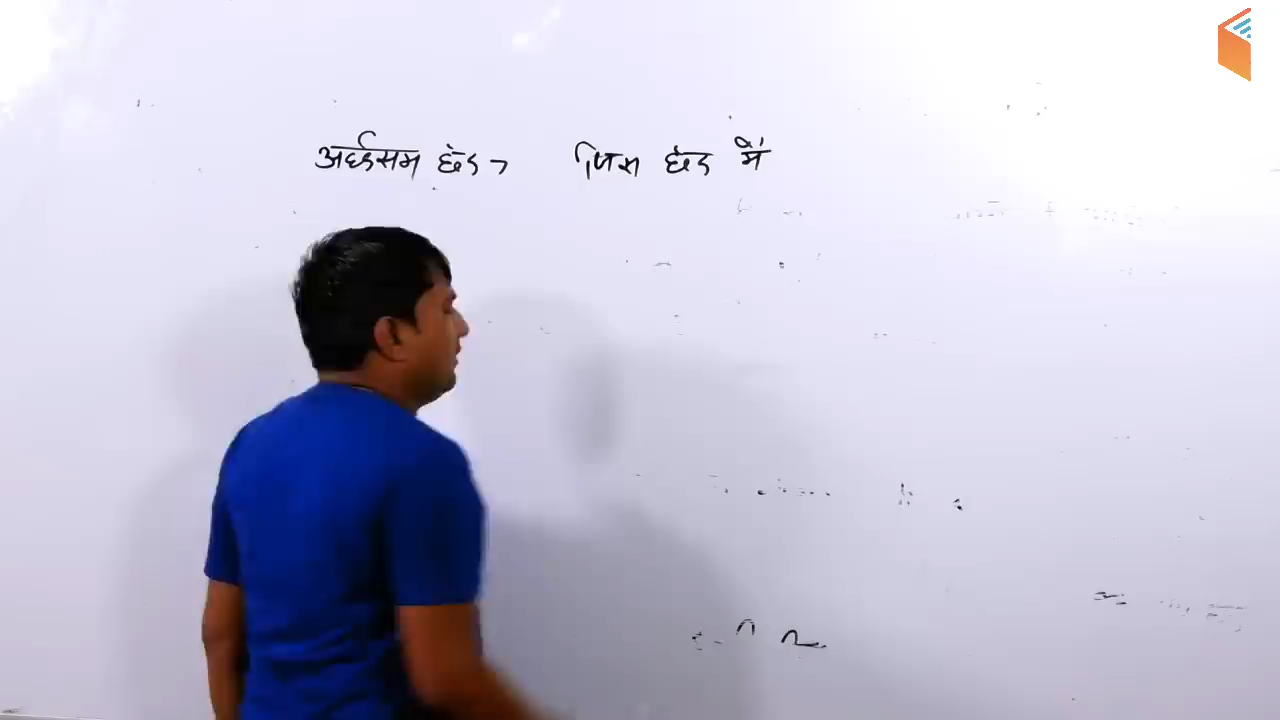 अर्धसम छंद → जिस छंद में